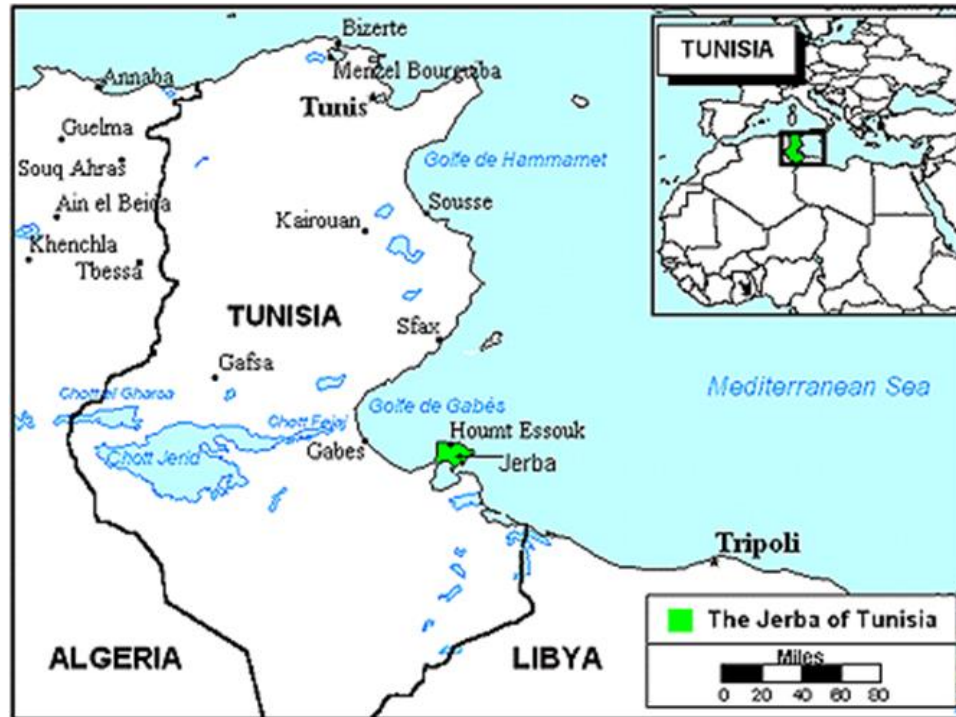 Bizerte
TUNISIA
Annaba
Menzel Bourguiba
Tunis
Guelma
Golfe de Hammamet
Souq Ahras
Ain el Beida
Sousse
Kairouan
Khenchla
Tbessa
TUNISIA
Sfax
Gafsa
Mediterranean Sea
Chott el Gharsa
Golfe de Gabès
Chott Fejaj
Houmt Essouk
Gabes
Chott Jerid
Jerba
Tripoli
The Jerba of Tunisia
ALGERIA
LIBYA
Miles
0 20 40 60 80